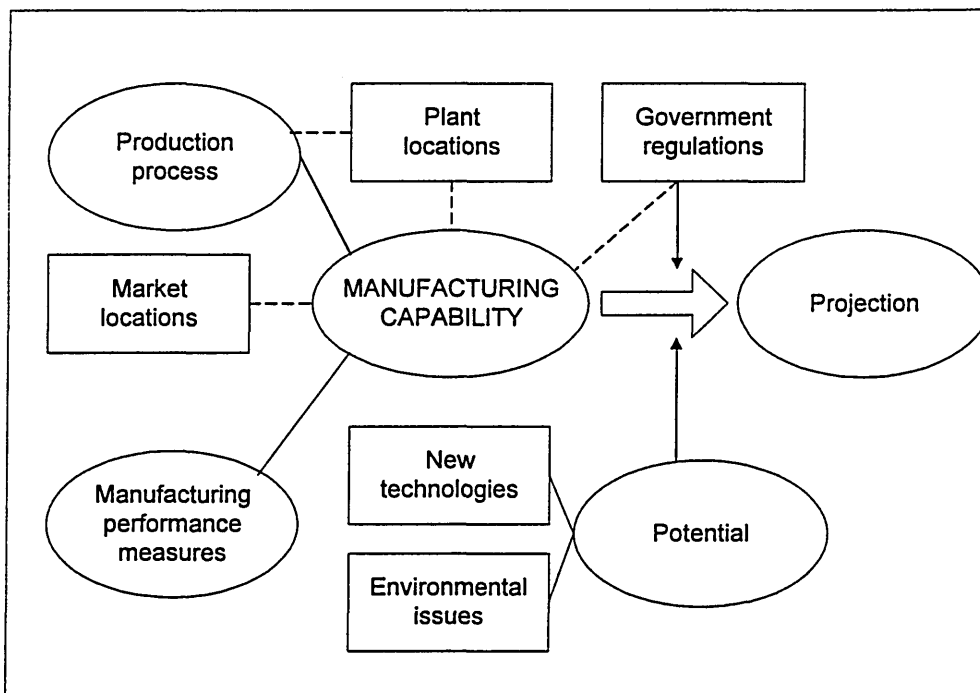 Production
process
Plant
locations
Government
regulations
Market
locations
MANUFACTURING
CAPABILITY
Projection
Manufacturing
performance
measures
New
technologies
Environmental
issues
Potential